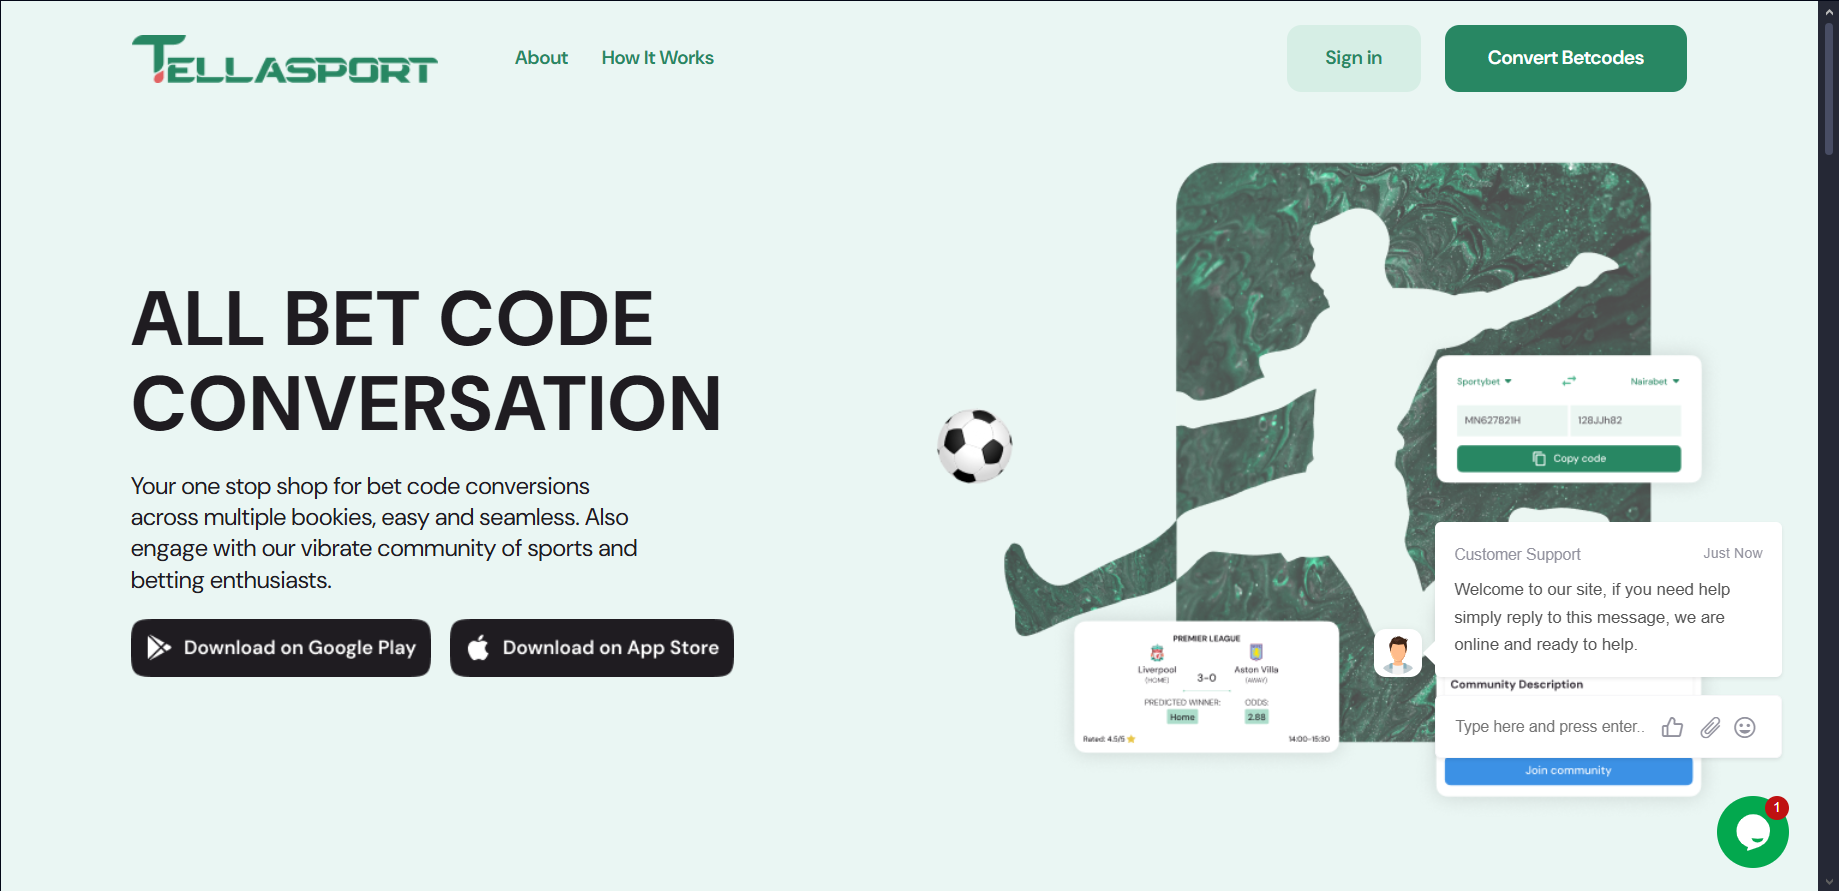 TELLASPORT
About
How It Works
Sign in
Convert Betcodes
ALL BET CODE
CONVERSATION
Your one stop shop for bet code conversions
across multiple bookies, easy and seamless. Also
engage with our vibrate community of sports and
betting enthusiasts.
Download on Google Play
Download on App Store
Sportybet
Nairabet
MN627821H
128JJh82
Copy code
PREMIER LEAGUE
Liverpool
(HOME)
3-0
Aston Villa
(AWAY)
PREDICTED WINNER:
ODDS:
Home
2.88
Rated: 4.5/5
14:00-15:30
Customer Support
Just Now
Welcome to our site, if you need help
simply reply to this message, we are
online and ready to help.
Community Description
Type here and press enter..
Join community
1